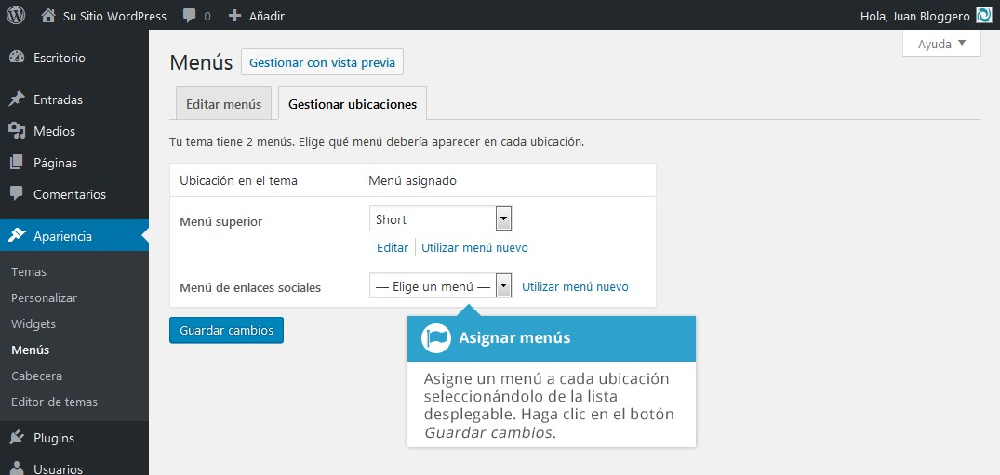 Su Sitio WordPress 0 Añadir Hola, Juan Bloggero
Ayuda
Escritorio
Entradas
Medios
Páginas
Comentarios
Apariencia
Temas
Personalizar
Widgets
Menús
Cabecera
Editor de temas
Plugins
Usuarios
Menús Gestionar con vista previa
Editar menús Gestionar ubicaciones
Tu tema tiene 2 menús. Elige qué menú debería aparecer en cada ubicación.
Ubicación en el tema Menú asignado
Menú superior Short
Editar Utilizar menú nuevo
Menú de enlaces sociales — Elige un menú — Utilizar menú nuevo
Guardar cambios
Asignar menús
Asigne un menú a cada ubicación
seleccionándolo de la lista
desplegable. Haga clic en el botón
Guardar cambios.